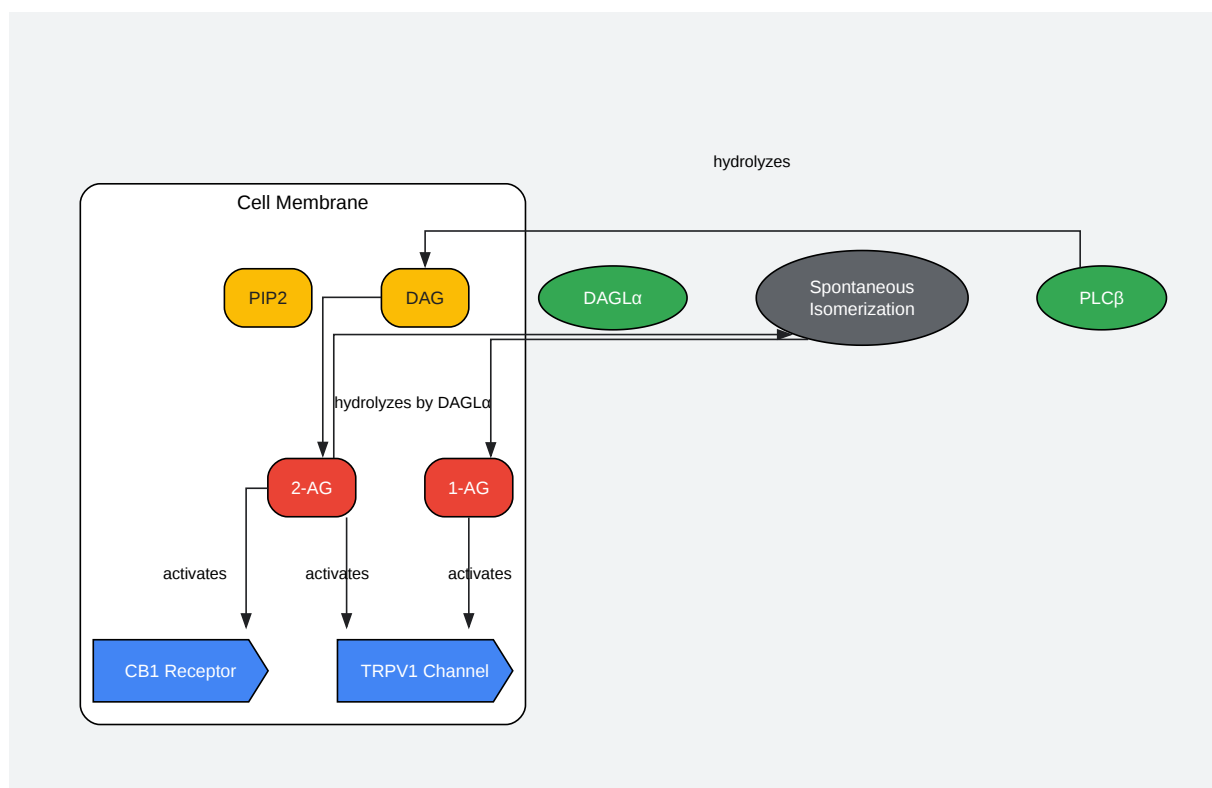 hydrolyzes
Cell Membrane
PIP2
DAG
DAGLα
Spontaneous
Isomerization
PLCβ
hydrolyzes by DAGLα
2-AG
1-AG
activates
activates
activates
CB1 Receptor
TRPV1 Channel